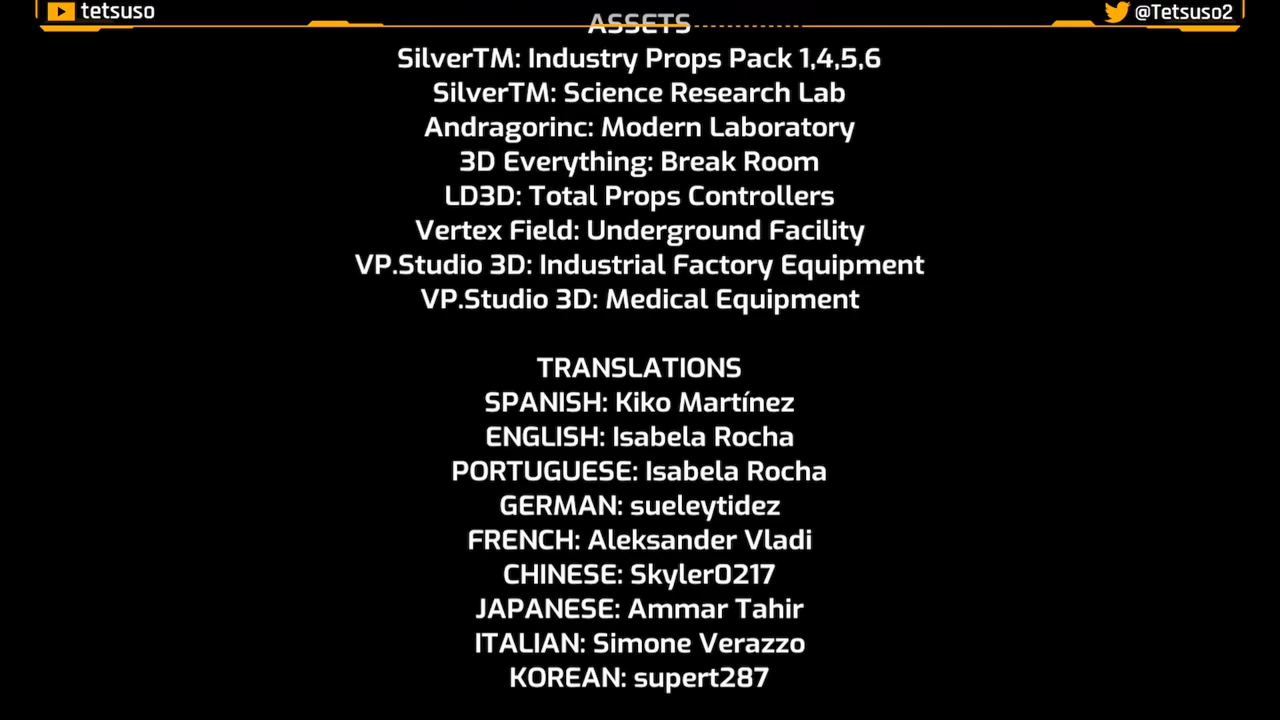 tetsuso
@Tetsuso2
ASSETS
SilverTM: Industry Props Pack 1,4,5,6
SilverTM: Science Research Lab
Andragorinc: Modern Laboratory
3D Everything: Break Room
LD3D: Total Props Controllers
Vertex Field: Underground Facility
VP.Studio 3D: Industrial Factory Equipment
VP.Studio 3D: Medical Equipment
TRANSLATIONS
SPANISH: Kiko Martínez
ENGLISH: Isabela Rocha
PORTUGUESE: Isabela Rocha
GERMAN: sueleytidez
FRENCH: Aleksander Vladi
CHINESE: Skyler0217
JAPANESE: Ammar Tahir
ITALIAN: Simone Verazzo
KOREAN: supert287